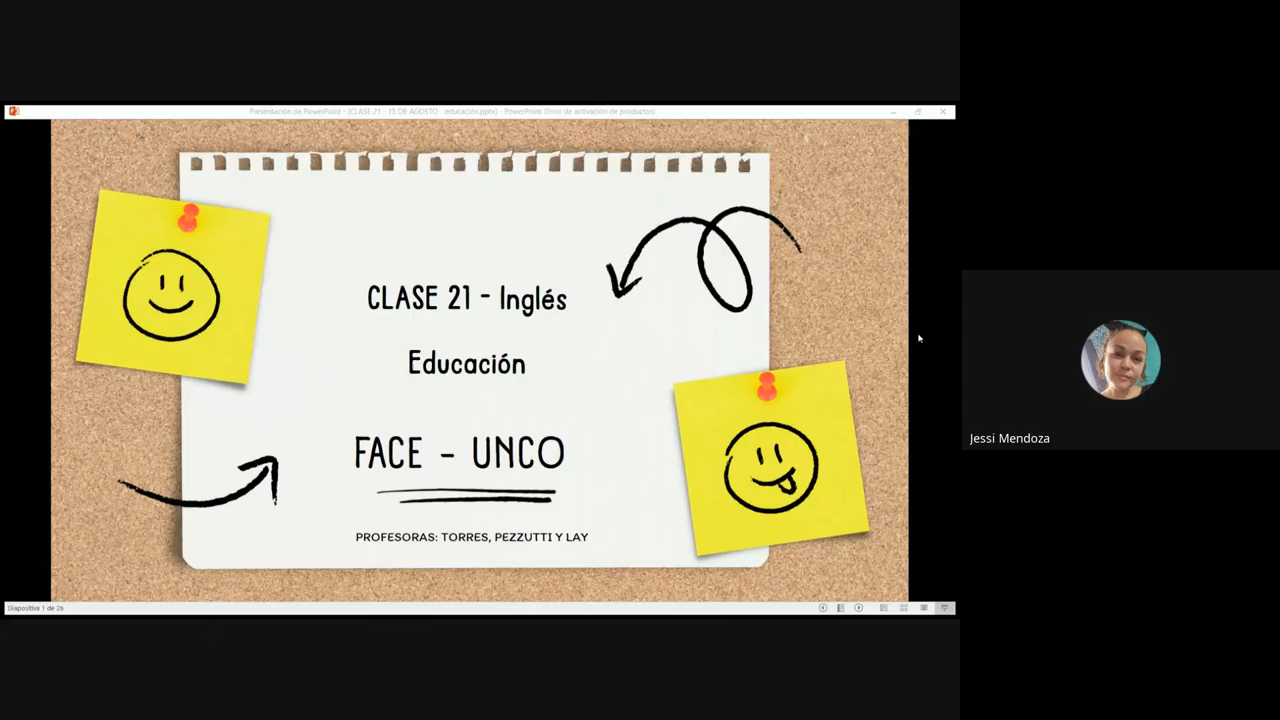 Presentación de PowerPoint - [CLASE 21 - 15 DE AGOSTO - educación.pptx] - PowerPoint (Error de activación de productos)
CLASE 21 - Inglés
Educación
FACE - UNCO
PROFESORAS: TORRES, PEZZUTTI Y LAY
Jessi Mendoza
Diapositiva 1 de 26